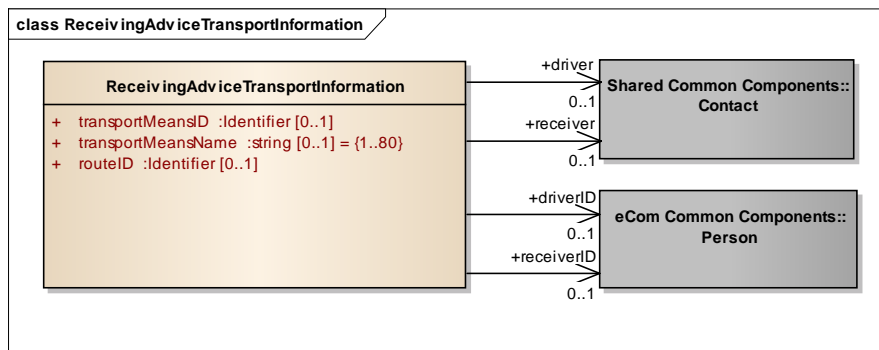 class ReceivingAdviceTransportInformation
ReceivingAdviceTransportInformation
+ transportMeansID :Identifier [0..1]
+ transportMeansName :string [0..1] = {1..80}
+ routeID :Identifier [0..1]
+driver
0..1
+receiver
0..1
Shared Common Components::
Contact
+driverID
0..1
+receiverID
0..1
eCom Common Components::
Person